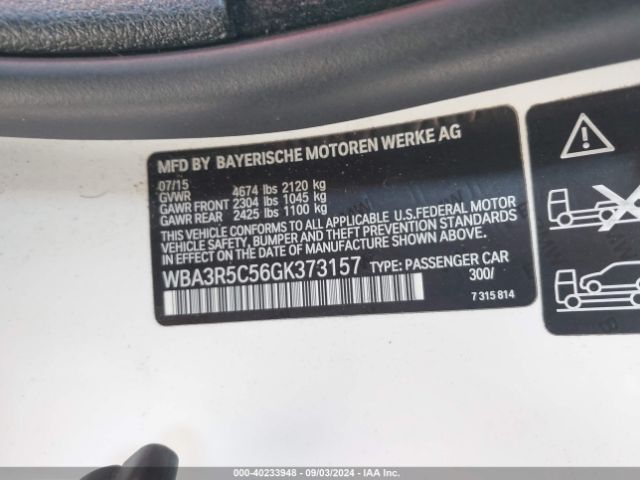 MFD BY BAYERISCHE MOTOREN WERKE AG
07/15
GVWR 4674 lbs 2120 kg
GAWR FRONT 2304 lbs 1045 kg
GAWR REAR 2425 lbs 1100 kg
THIS VEHICLE CONFORMS TO ALL APPLICABLE U.S.FEDERAL MOTOR
VEHICLE SAFETY, BUMPER AND THEFT PREVENTION STANDARDS
IN EFFECT ON THE DATE OF MANUFACTURE SHOWN ABOVE.
WBA3R5C56GK373157 TYPE: PASSENGER CAR
300/
7 315 814
000-40233948 - 09/03/2024 - IAA Inc.